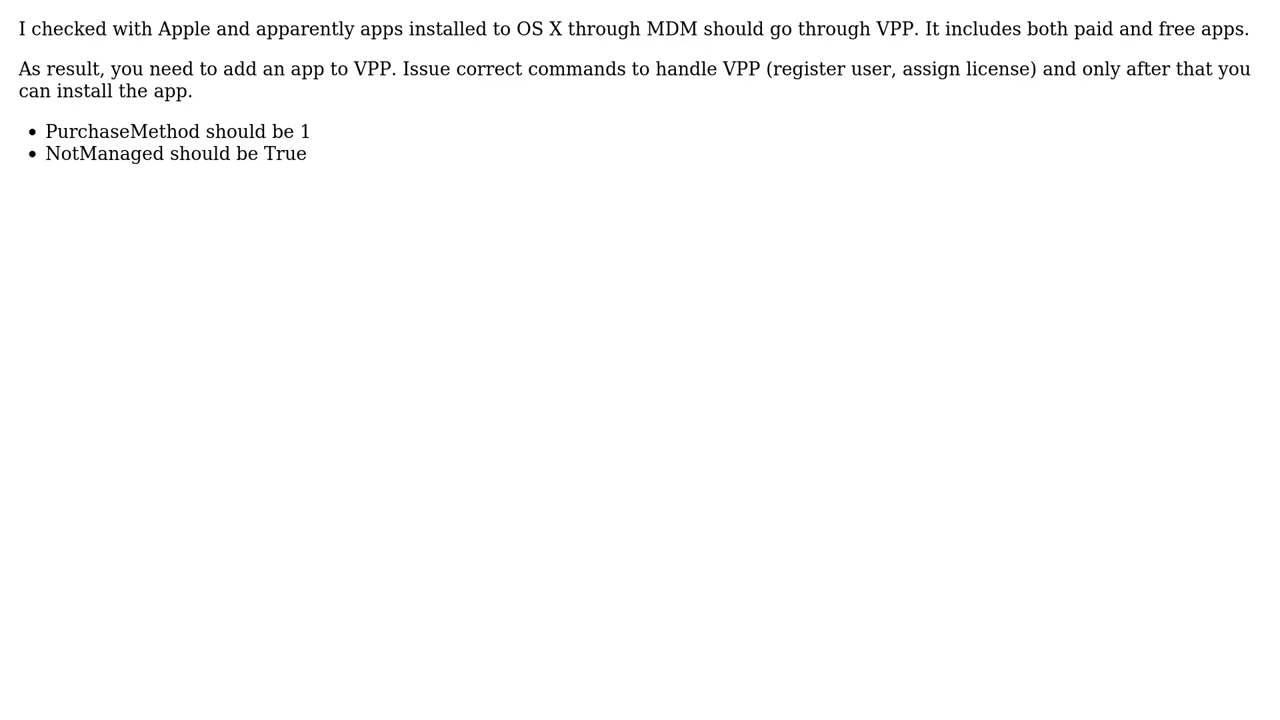 I checked with Apple and apparently apps installed to OS X through MDM should go through VPP. It includes both paid and free apps.
As result, you need to add an app to VPP. Issue correct commands to handle VPP (register user, assign license) and only after that you
can install the app.
• PurchaseMethod should be 1
• NotManaged should be True